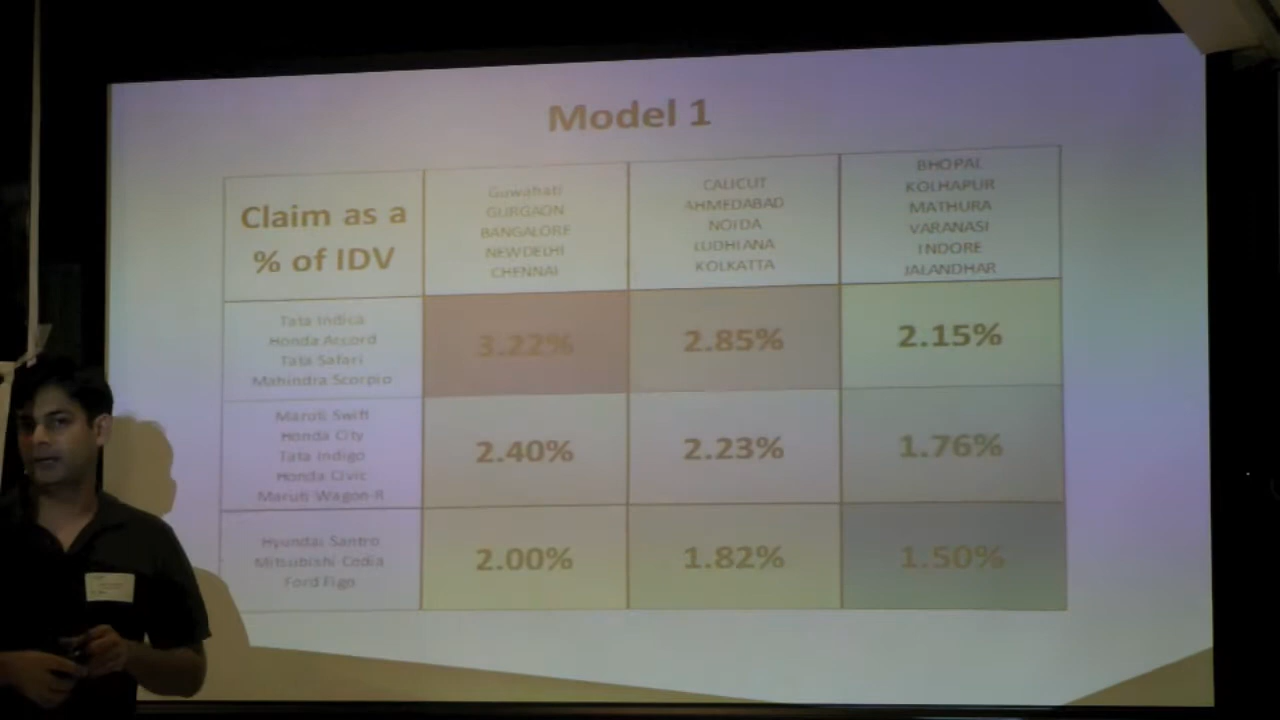 Model 1
Claim as a
% of IDV
Guwahati
GURGAON
BANGALORE
NEWDELHI
CHENNAI
CALICUT
AHMEDABAD
NOIDA
LUDHIANA
KOLKATTA
BHOPAL
KOLHAPUR
MATHURA
VARANASI
INDORE
JALANDHAR
Tata Indica
Honda Accord
Tata Safari
Mahindra Scorpio
3.22%
2.85%
2.15%
Maruti Swift
Honda City
Tata Indigo
Honda Civic
Maruti Wagon R
2.40%
2.23%
1.76%
Hyundai Santro
Mitsubishi Cedia
Ford Figo
2.00%
1.82%
1.50%